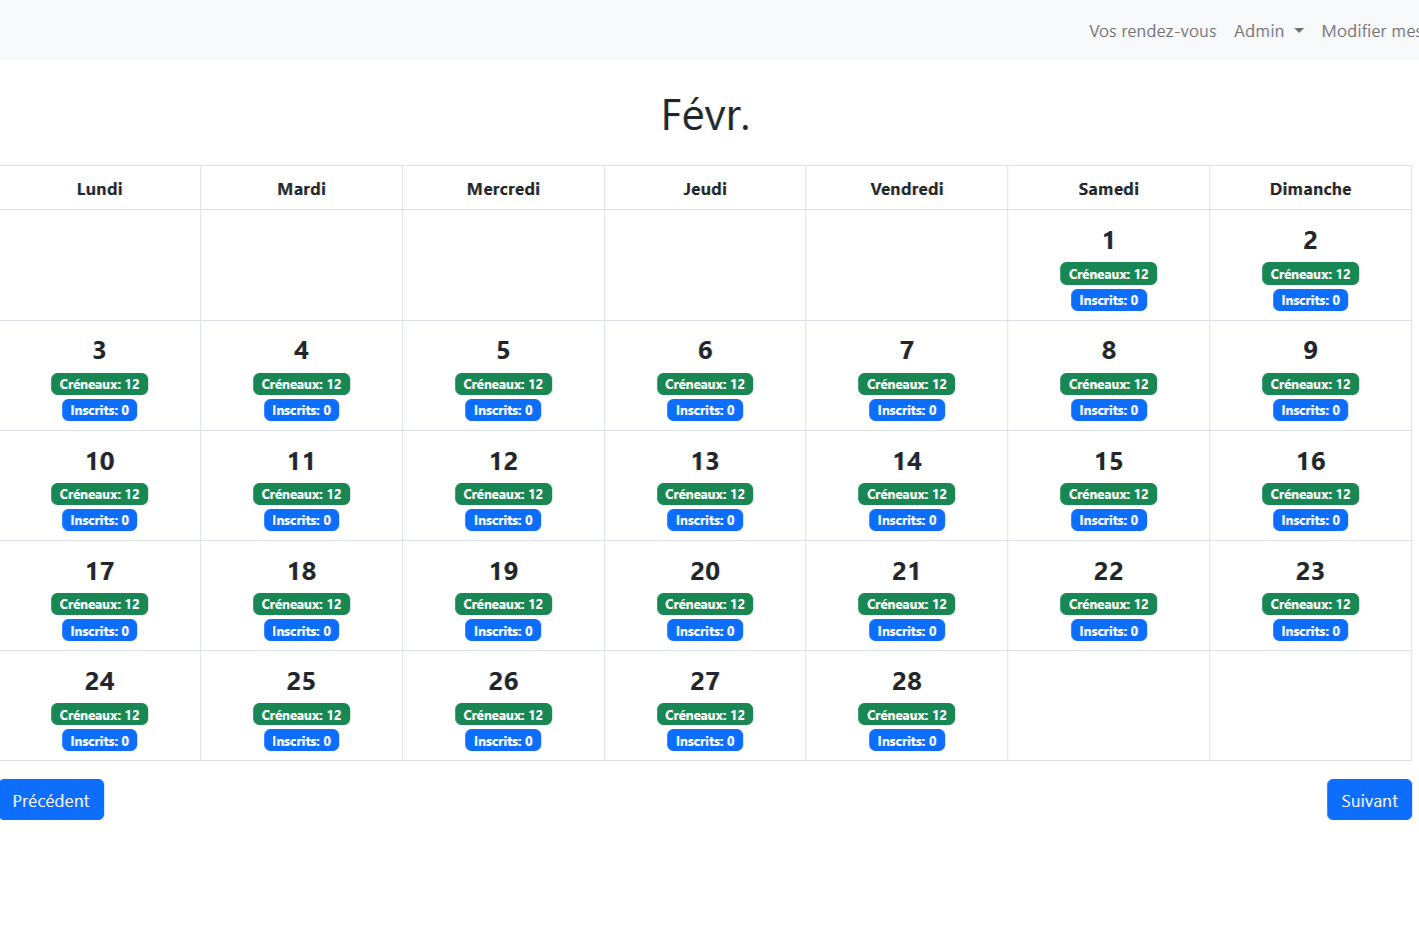 Vos rendez-vous Admin Modifier mes
Févr.
Lundi Mardi Mercredi Jeudi Vendredi Samedi Dimanche
1 2
Créneaux: 12 Créneaux: 12
Inscrits: 0 Inscrits: 0
3 4 5 6 7 8 9
Créneaux: 12 Créneaux: 12 Créneaux: 12 Créneaux: 12 Créneaux: 12 Créneaux: 12 Créneaux: 12
Inscrits: 0 Inscrits: 0 Inscrits: 0 Inscrits: 0 Inscrits: 0 Inscrits: 0 Inscrits: 0
10 11 12 13 14 15 16
Créneaux: 12 Créneaux: 12 Créneaux: 12 Créneaux: 12 Créneaux: 12 Créneaux: 12 Créneaux: 12
Inscrits: 0 Inscrits: 0 Inscrits: 0 Inscrits: 0 Inscrits: 0 Inscrits: 0 Inscrits: 0
17 18 19 20 21 22 23
Créneaux: 12 Créneaux: 12 Créneaux: 12 Créneaux: 12 Créneaux: 12 Créneaux: 12 Créneaux: 12
Inscrits: 0 Inscrits: 0 Inscrits: 0 Inscrits: 0 Inscrits: 0 Inscrits: 0 Inscrits: 0
24 25 26 27 28
Créneaux: 12 Créneaux: 12 Créneaux: 12 Créneaux: 12 Créneaux: 12
Inscrits: 0 Inscrits: 0 Inscrits: 0 Inscrits: 0 Inscrits: 0
Précédent Suivant